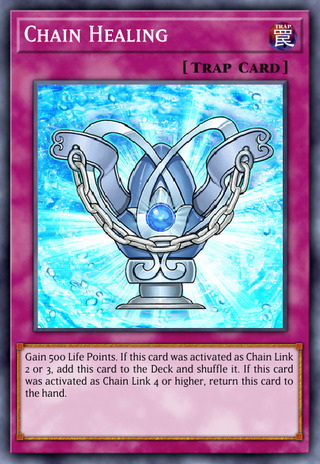 Chain Healing
TRAP
罠
[Trap Card]
Gain 500 Life Points. If this card was activated as Chain Link
2 or 3, add this card to the Deck and shuffle it. If this card
was activated as Chain Link 4 or higher, return this card to
the hand.